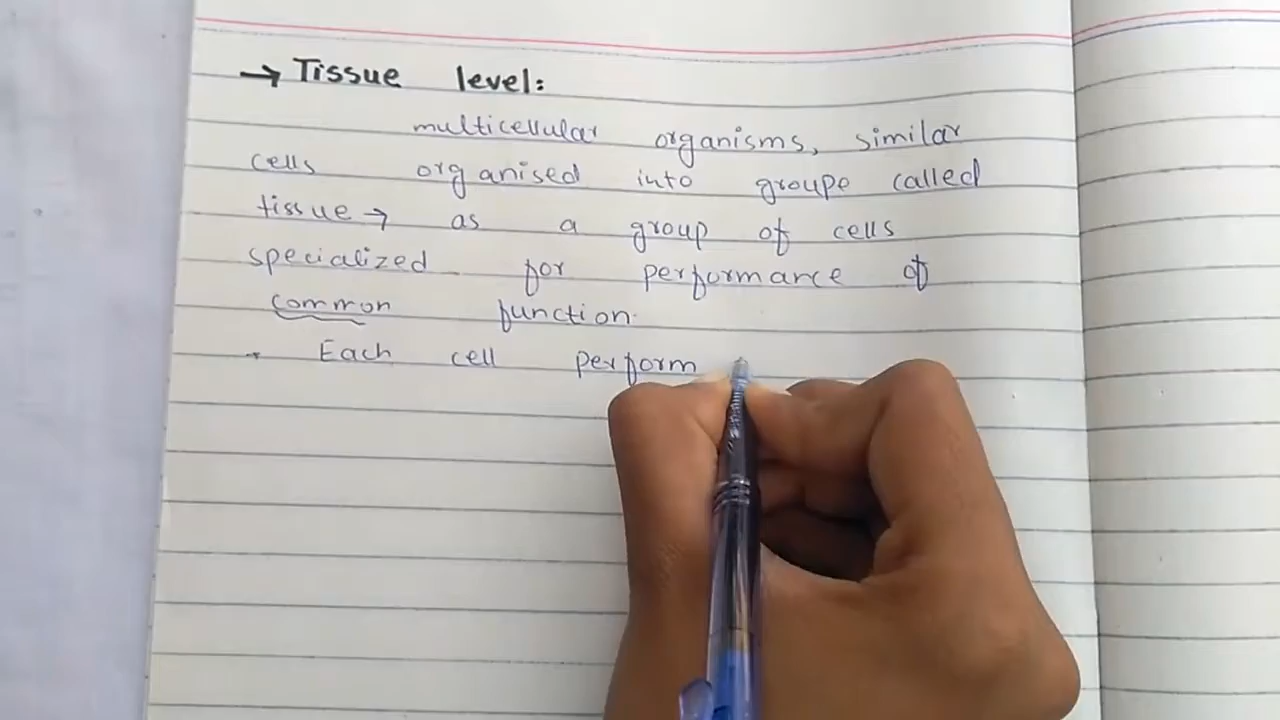 → Tissue level:
multicellular organisms, similar
cells organised into groupe called
tissue → as a group of cells
specialized for performance of
common function.
Each cell perform